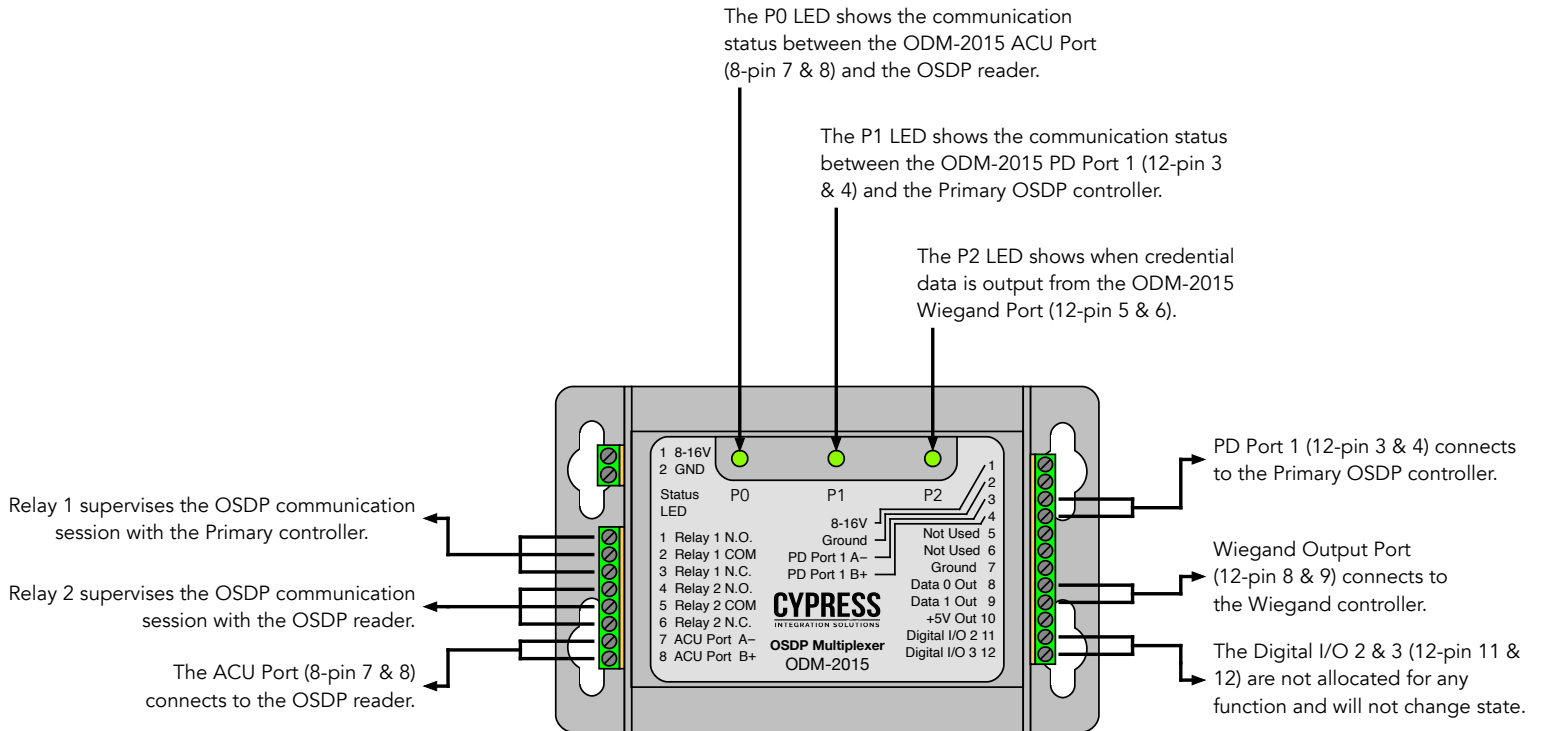 The P0 LED shows the communication
status between the ODM-2015 ACU Port
(8-pin 7 & 8) and the OSDP reader.
The P1 LED shows the communication status
between the ODM-2015 PD Port 1 (12-pin 3
& 4) and the Primary OSDP controller.
The P2 LED shows when credential
data is output from the ODM-2015
Wiegand Port (12-pin 5 & 6).
Relay 1 supervises the OSDP communication
session with the Primary controller.
Relay 2 supervises the OSDP communication
session with the OSDP reader.
The ACU Port (8-pin 7 & 8)
connects to the OSDP reader.
1 8-16V
2 GND
Status
LED
P0
P1
P2
1 Relay 1 N.O.
2 Relay 1 COM
3 Relay 1 N.C.
4 Relay 2 N.O.
5 Relay 2 COM
6 Relay 2 N.C.
7 ACU Port A–
8 ACU Port B+
CYPRESS
INTEGRATION SOLUTIONS
OSDP Multiplexer
ODM-2015
1
2
3
4
8-16V
Ground
PD Port 1 A–
PD Port 1 B+
Not Used 5
Not Used 6
Ground 7
Data 0 Out 8
Data 1 Out 9
+5V Out 10
Digital I/O 2 11
Digital I/O 3 12
PD Port 1 (12-pin 3 & 4) connects
to the Primary OSDP controller.
Wiegand Output Port
(12-pin 8 & 9) connects to
the Wiegand controller.
The Digital I/O 2 & 3 (12-pin 11 &
12) are not allocated for any
function and will not change state.